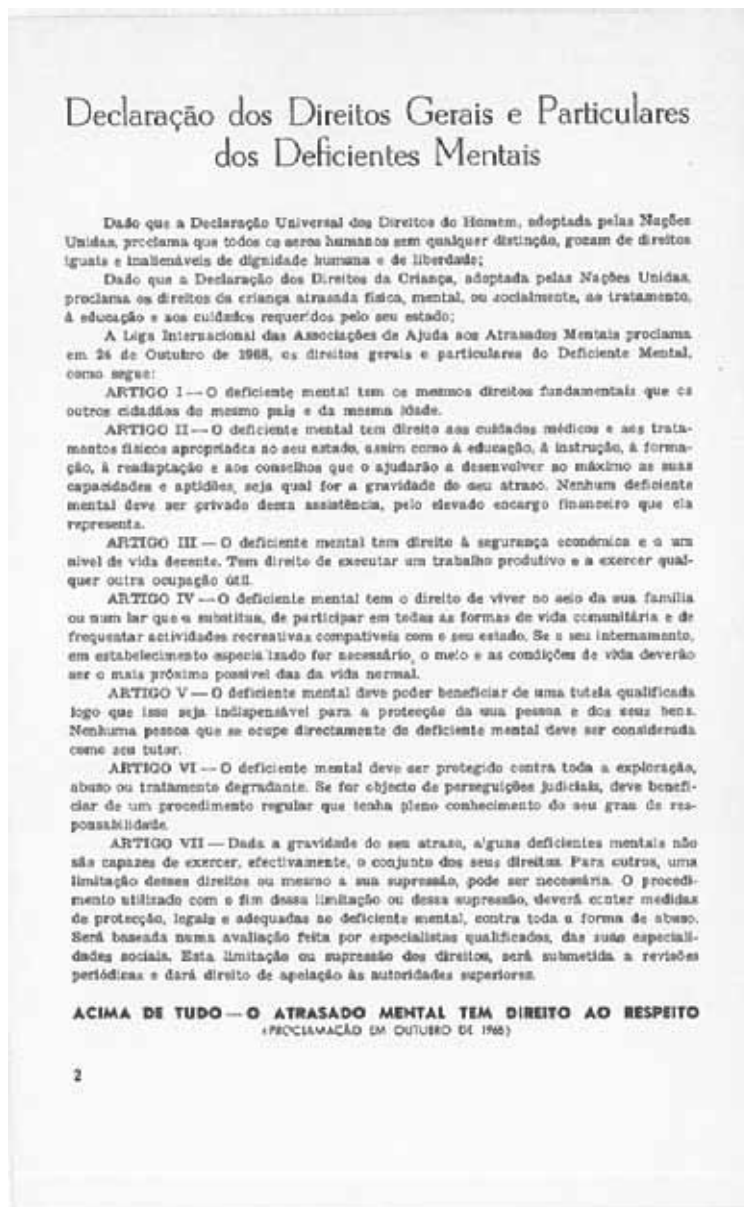 Declaração dos Direitos Gerais e Particulares
dos Deficientes Mentais
Dado que a Declaração Universal dos Direitos do Homem, adoptada pelas Nações
Unidas, proclama que todos os seres humanos sem qualquer distinção, gozam de direitos
iguais e inalienáveis de dignidade humana e de liberdade;
Dado que a Declaração dos Direitos da Criança, adoptada pelas Nações Unidas,
proclama os direitos da criança atrasada física, mental, ou socialmente, ao tratamento,
à educação e aos cuidados requeridos pelo seu estado;
A Liga Internacional das Associações de Ajuda aos Atrasados Mentais proclama
em 24 de Outubro de 1968, os direitos gerais e particulares do Deficiente Mental,
como segue:
ARTIGO I — O deficiente mental tem os mesmos direitos fundamentais que os
outros cidadãos do mesmo país e da mesma idade.
ARTIGO II — O deficiente mental tem direito aos cuidados médicos e aos trata-
mentos físicos apropriados ao seu estado, assim como à educação, à instrução, à forma-
ção, à readaptação e aos conselhos que o ajudarão a desenvolver ao máximo as suas
capacidades e aptidões, seja qual for a gravidade do seu atraso. Nenhum deficiente
mental deve ser privado dessa assistência, pelo elevado encargo financeiro que ela
representa.
ARTIGO III — O deficiente mental tem direito à segurança económica e a um
nível de vida decente. Tem direito de executar um trabalho produtivo e a exercer qual-
quer outra ocupação útil.
ARTIGO IV — O deficiente mental tem o direito de viver no seio da sua família
ou num lar que o substitua, de participar em todas as formas de vida comunitária e de
frequentar actividades recreativas compatíveis com o seu estado. Se o seu internamento,
em estabelecimento especializado for necessário, o meio e as condições de vida deverão
ser o mais próximo possível das da vida normal.
ARTIGO V — O deficiente mental deve poder beneficiar de uma tutela qualificada
logo que isso seja indispensável para a protecção da sua pessoa e dos seus bens.
Nenhuma pessoa que se ocupe directamente do deficiente mental deve ser considerada
como seu tutor.
ARTIGO VI — O deficiente mental deve ser protegido contra toda a exploração,
abuso ou tratamento degradante. Se for objecto de perseguições judiciais, deve benefi-
ciar de um procedimento regular que tenha pleno conhecimento do seu grau de res-
ponsabilidade.
ARTIGO VII — Dada a gravidade do seu atraso, alguns deficientes mentais não
são capazes de exercer, efectivamente, o conjunto dos seus direitos. Para outros, uma
limitação desses direitos ou mesmo a sua supressão, pode ser necessária. O procedi-
mento utilizado com o fim dessa limitação ou dessa supressão, deverá conter medidas
de protecção, legais e adequadas ao deficiente mental, contra toda a forma de abuso.
Será baseada numa avaliação feita por especialistas qualificados, das suas especiali-
dades sociais. Esta limitação ou supressão dos direitos, será submetida a revisões
periódicas e dará direito de apelação às autoridades superiores.
ACIMA DE TUDO — O ATRASADO MENTAL TEM DIREITO AO RESPEITO
(PROCLAMAÇÃO EM OUTUBRO DE 1968)
2